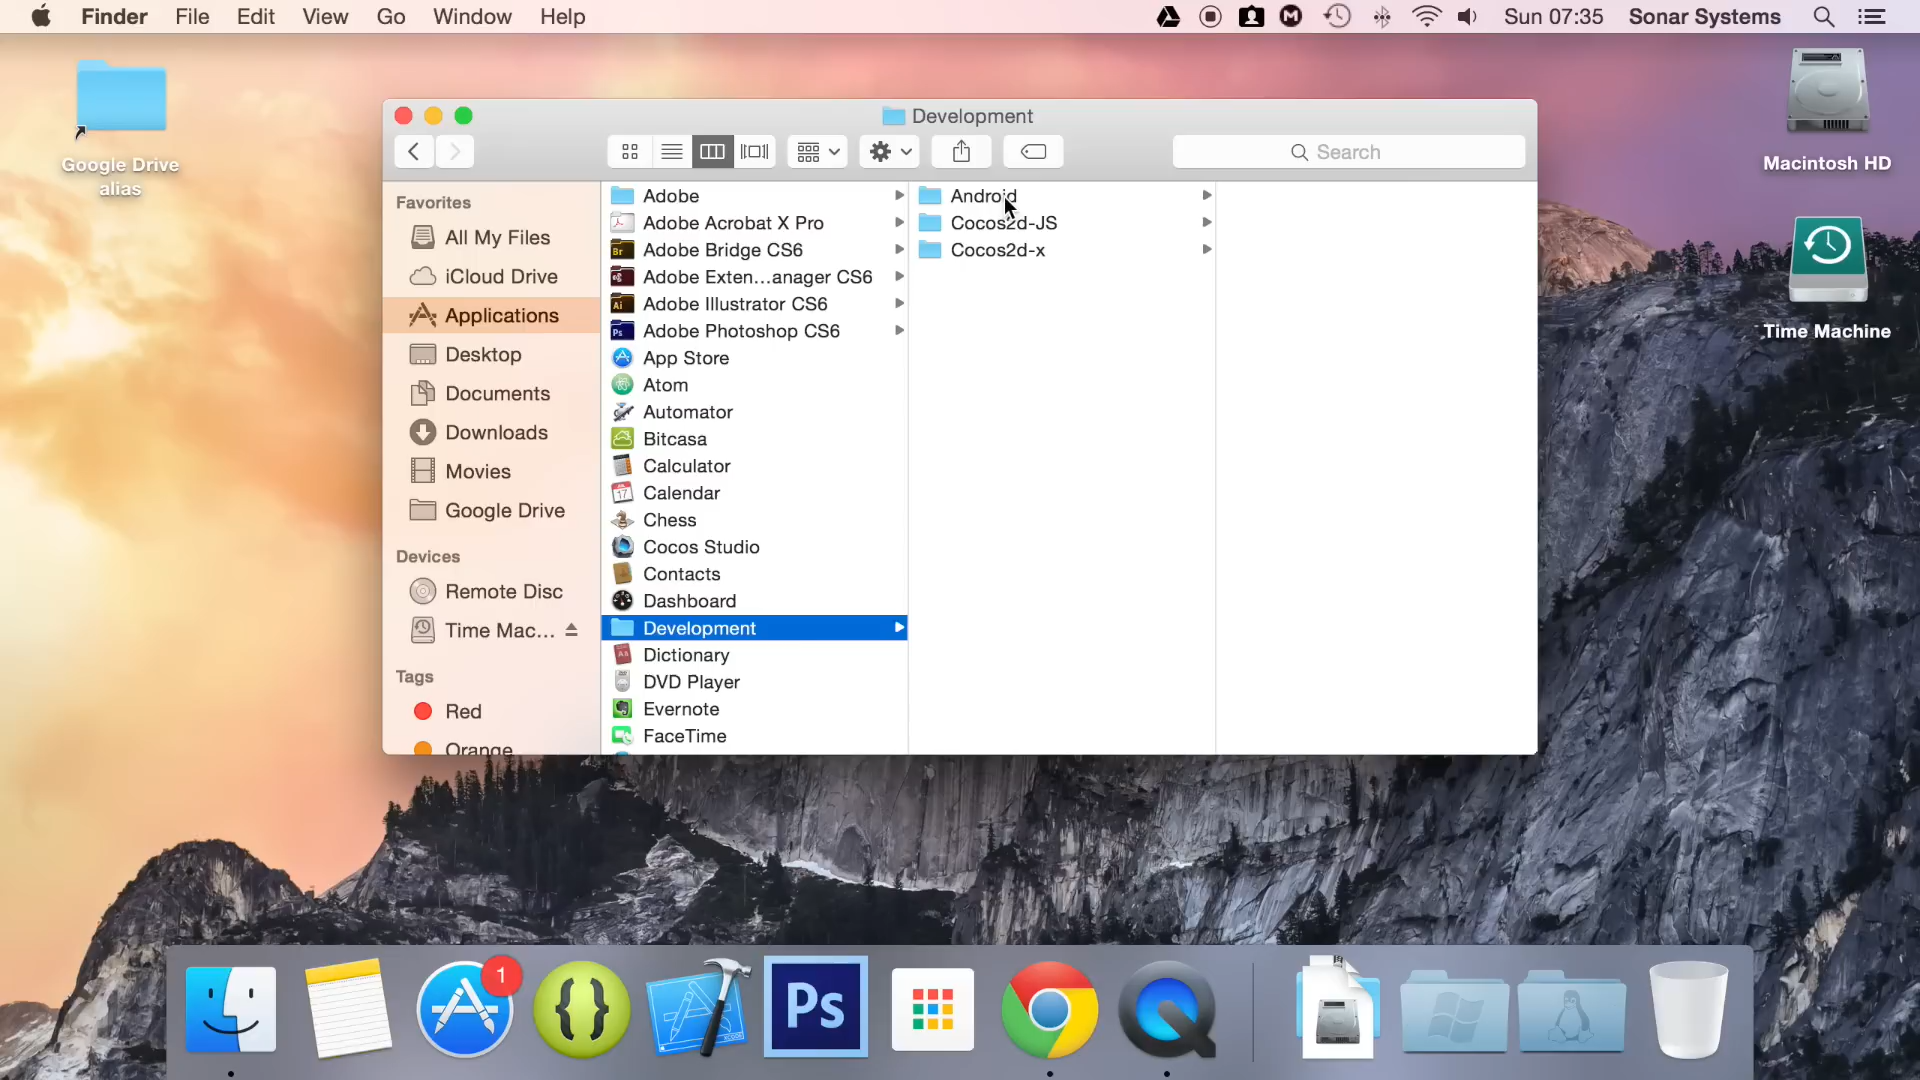 Finder File Edit View Go Window Help Sun 07:35 Sonar Systems
Google Drive
alias
Macintosh HD
Time Machine
Development
Search
Favorites
All My Files
iCloud Drive
Applications
Desktop
Documents
Downloads
Movies
Google Drive
Devices
Remote Disc
Time Mac...
Tags
Red
Orange
Adobe
Adobe Acrobat X Pro
Adobe Bridge CS6
Adobe Exten...anager CS6
Adobe Illustrator CS6
Adobe Photoshop CS6
App Store
Atom
Automator
Bitcasa
Calculator
Calendar
Chess
Cocos Studio
Contacts
Dashboard
Development
Dictionary
DVD Player
Evernote
FaceTime
Android
Cocos2d-JS
Cocos2d-x
1
{}
Ps